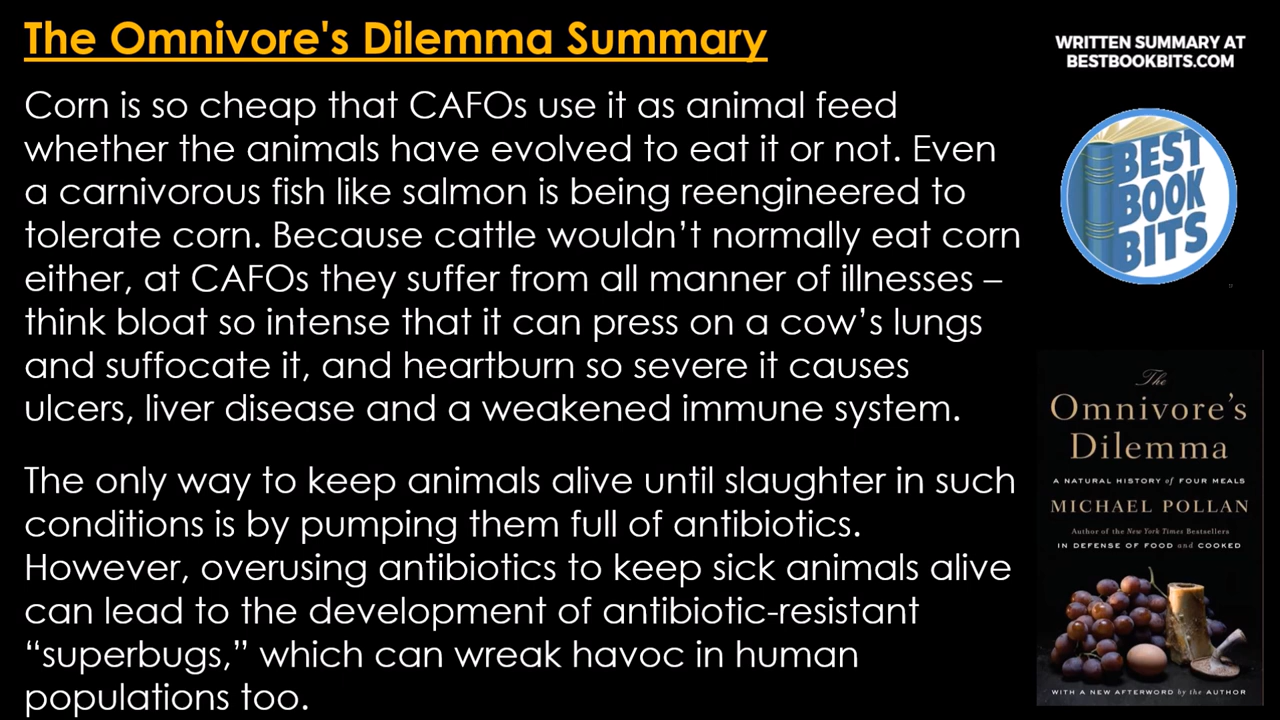 The Omnivore's Dilemma Summary
Corn is so cheap that CAFOs use it as animal feed
whether the animals have evolved to eat it or not. Even
a carnivorous fish like salmon is being reengineered to
tolerate corn. Because cattle wouldn’t normally eat corn
either, at CAFOs they suffer from all manner of illnesses –
think bloat so intense that it can press on a cow’s lungs
and suffocate it, and heartburn so severe it causes
ulcers, liver disease and a weakened immune system.
The only way to keep animals alive until slaughter in such
conditions is by pumping them full of antibiotics.
However, overusing antibiotics to keep sick animals alive
can lead to the development of antibiotic-resistant
“superbugs,” which can wreak havoc in human
populations too.
WRITTEN SUMMARY AT
BESTBOOKBITS.COM
BEST
BOOK
BITS
The
Omnivore's
Dilemma
A NATURAL HISTORY of FOUR MEALS
MICHAEL POLLAN
Author of the New York Times Bestsellers
IN DEFENSE OF FOOD and COOKED
WITH A NEW AFTERWORD by the AUTHOR